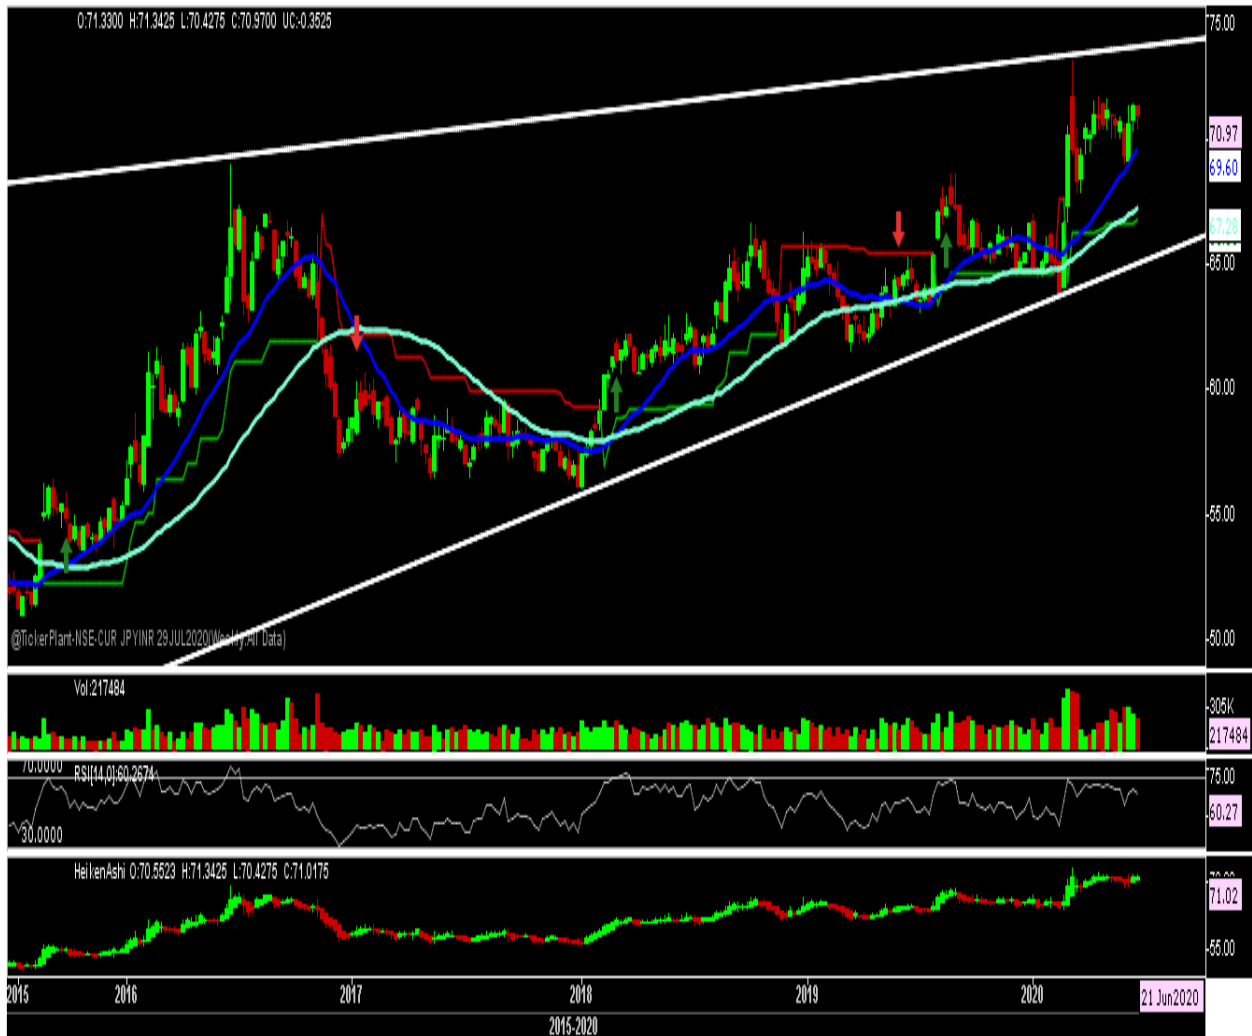 O:71.3300 H:71.3425 L:70.4275 C:70.9700 UC:-0.3525
75.00
70.97
69.60
67.28
65.00
60.00
55.00
50.00
@TickerPlant-NSE-CUR JPYINR 29JUL2020(Weekly:All Data)
Vol:217484
305K
217484
70.0000
RSI[14,0]:60.2674
75.00
60.27
30.0000
HeikenAshi O:70.5523 H:71.3425 L:70.4275 C:71.0175
71.02
55.00
2015 2016 2017 2018 2019 2020 21 Jun2020
2015-2020